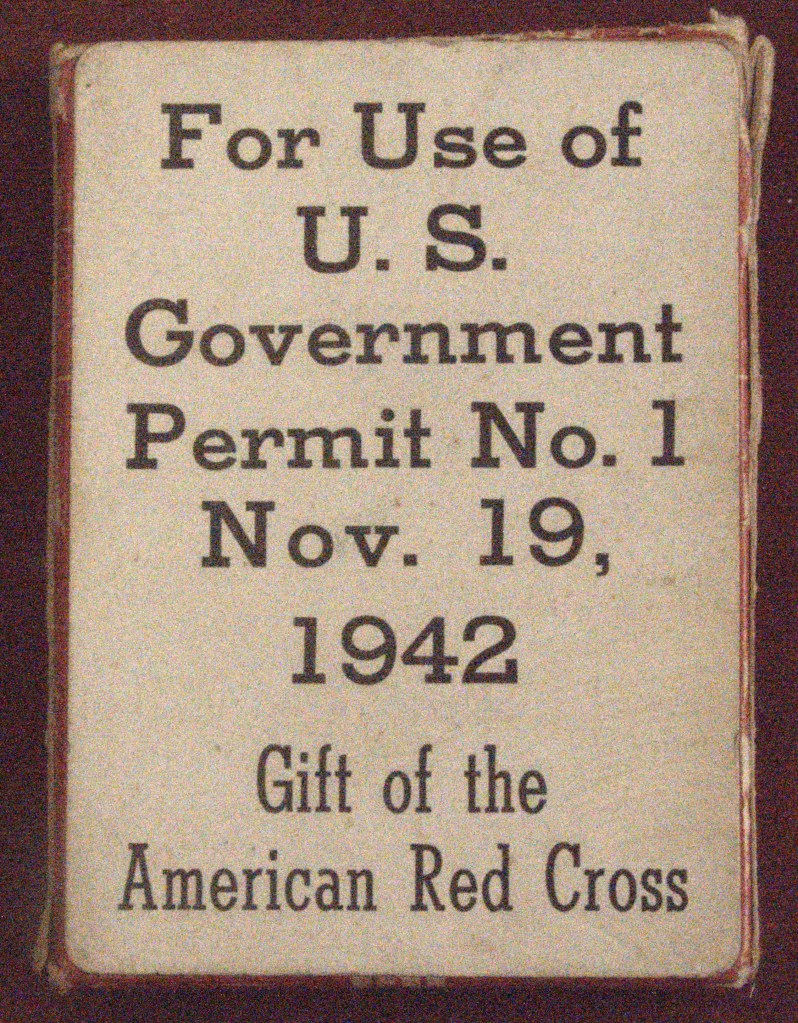 For Use of
U. S.
Government
Permit No. 1
Nov. 19,
1942
Gift of the
American Red Cross